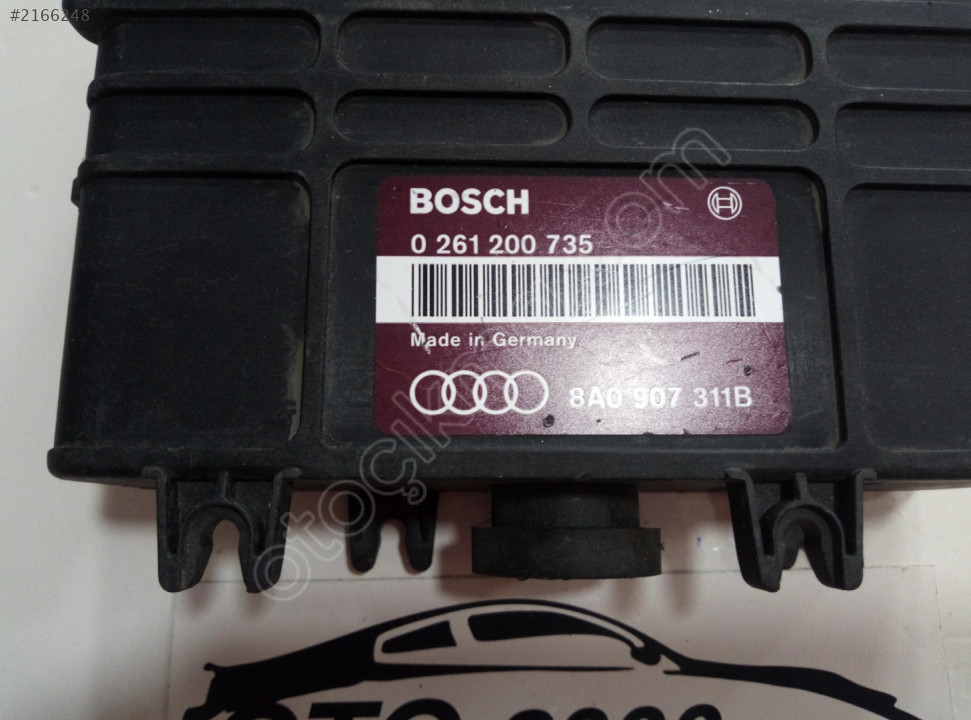 #2166248
BOSCH
0 261 200 735
Made in Germany
8A0 907 311B